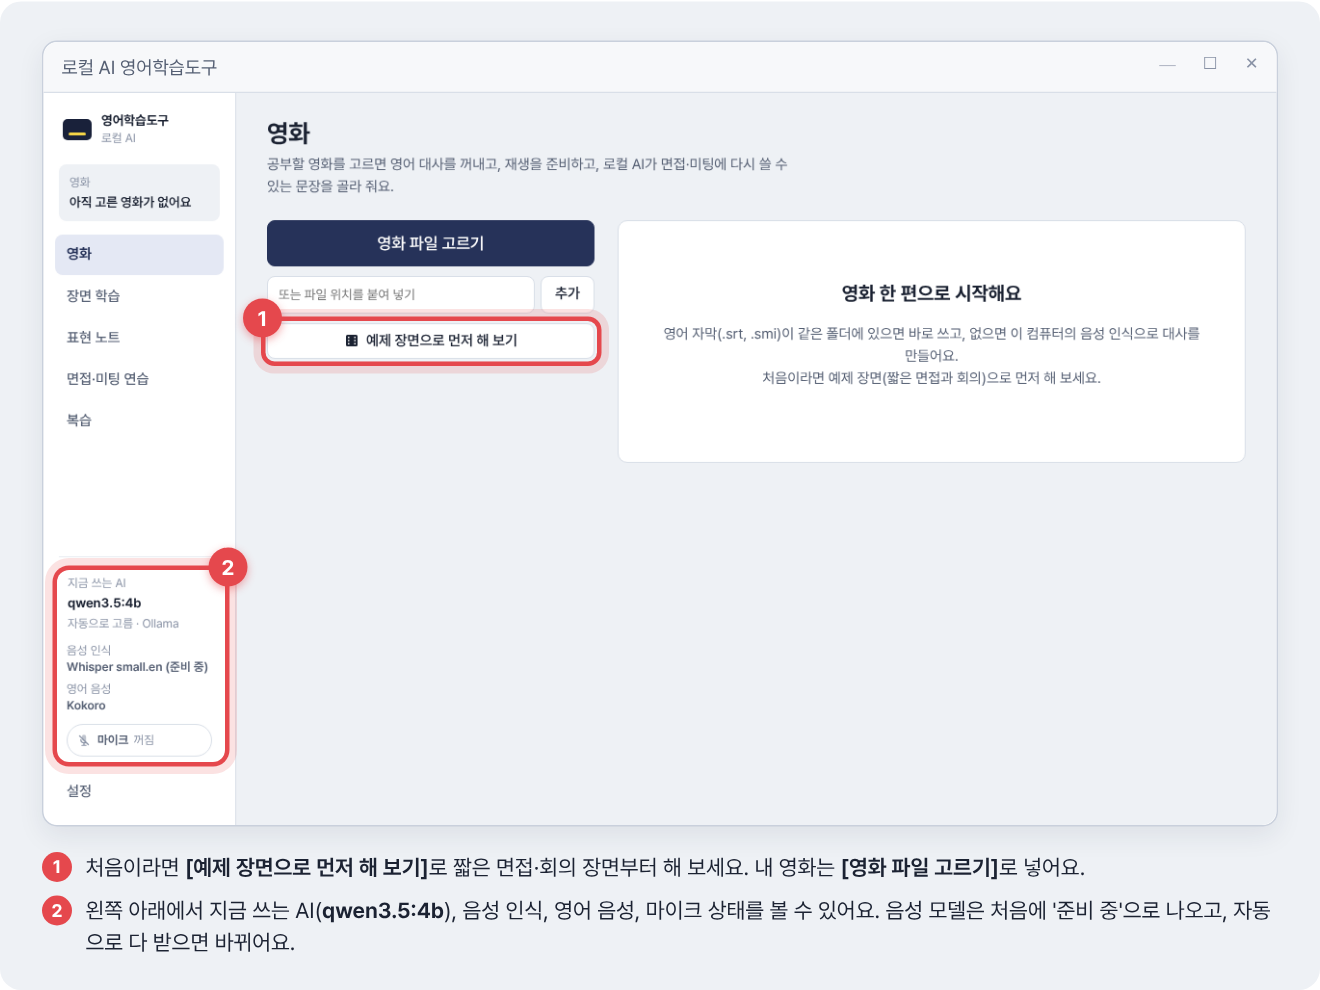 로컬 AI 영어학습도구
영어학습도구
로컬 AI
영화
아직 고른 영화가 없어요
영화
장면 학습
표현 노트
면접·미팅 연습
복습
지금 쓰는 AI
qwen3.5:4b
자동으로 고름 · Ollama
음성 인식
Whisper small.en (준비 중)
영어 음성
Kokoro
마이크 꺼짐
설정
2
영화
공부할 영화를 고르면 영어 대사를 꺼내고, 재생을 준비하고, 로컬 AI가 면접·미팅에 다시 쓸 수
있는 문장을 골라 줘요.
영화 파일 고르기
또는 파일 위치를 붙여 넣기
추가
1
예제 장면으로 먼저 해 보기
영화 한 편으로 시작해요
영어 자막(.srt, .smi)이 같은 폴더에 있으면 바로 쓰고, 없으면 이 컴퓨터의 음성 인식으로 대사를
만들어요.
처음이라면 예제 장면(짧은 면접과 회의)으로 먼저 해 보세요.
1 처음이라면 [예제 장면으로 먼저 해 보기]로 짧은 면접·회의 장면부터 해 보세요. 내 영화는 [영화 파일 고르기]로 넣어요.
2 왼쪽 아래에서 지금 쓰는 AI(qwen3.5:4b), 음성 인식, 영어 음성, 마이크 상태를 볼 수 있어요. 음성 모델은 처음에 '준비 중'으로 나오고, 자동
으로 다 받으면 바뀌어요.